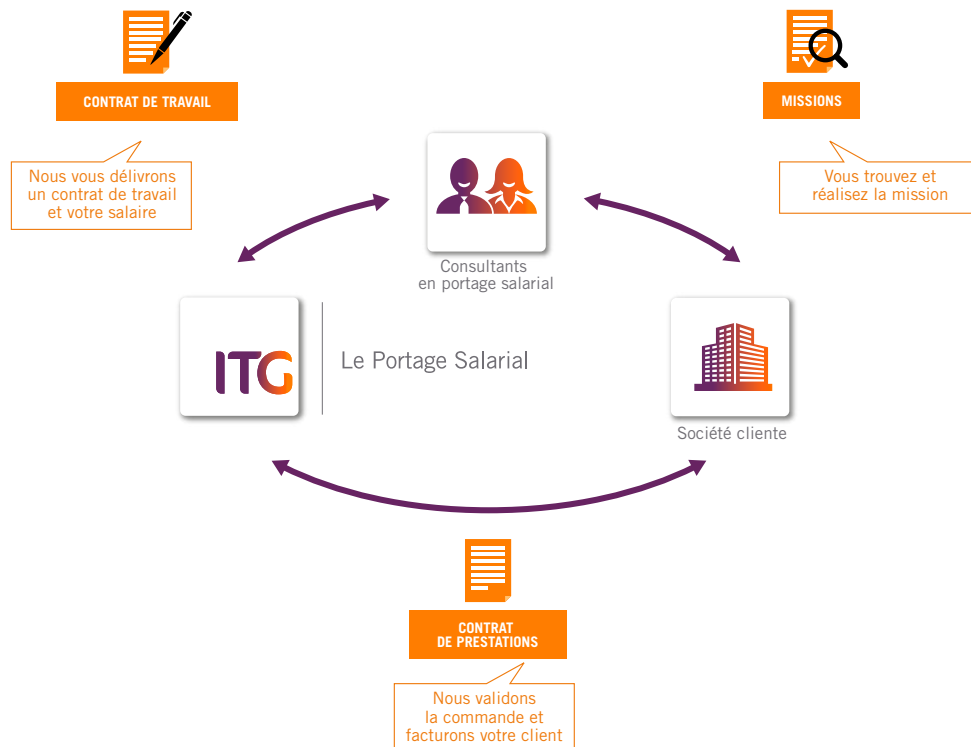 CONTRAT DE TRAVAIL
Nous vous délivrons
un contrat de travail
et votre salaire
MISSIONS
Vous trouvez et
réalisez la mission
Consultants
en portage salarial
ITG
Le Portage Salarial
Société cliente
CONTRAT
DE PRESTATIONS
Nous validons
la commande et
facturons votre client